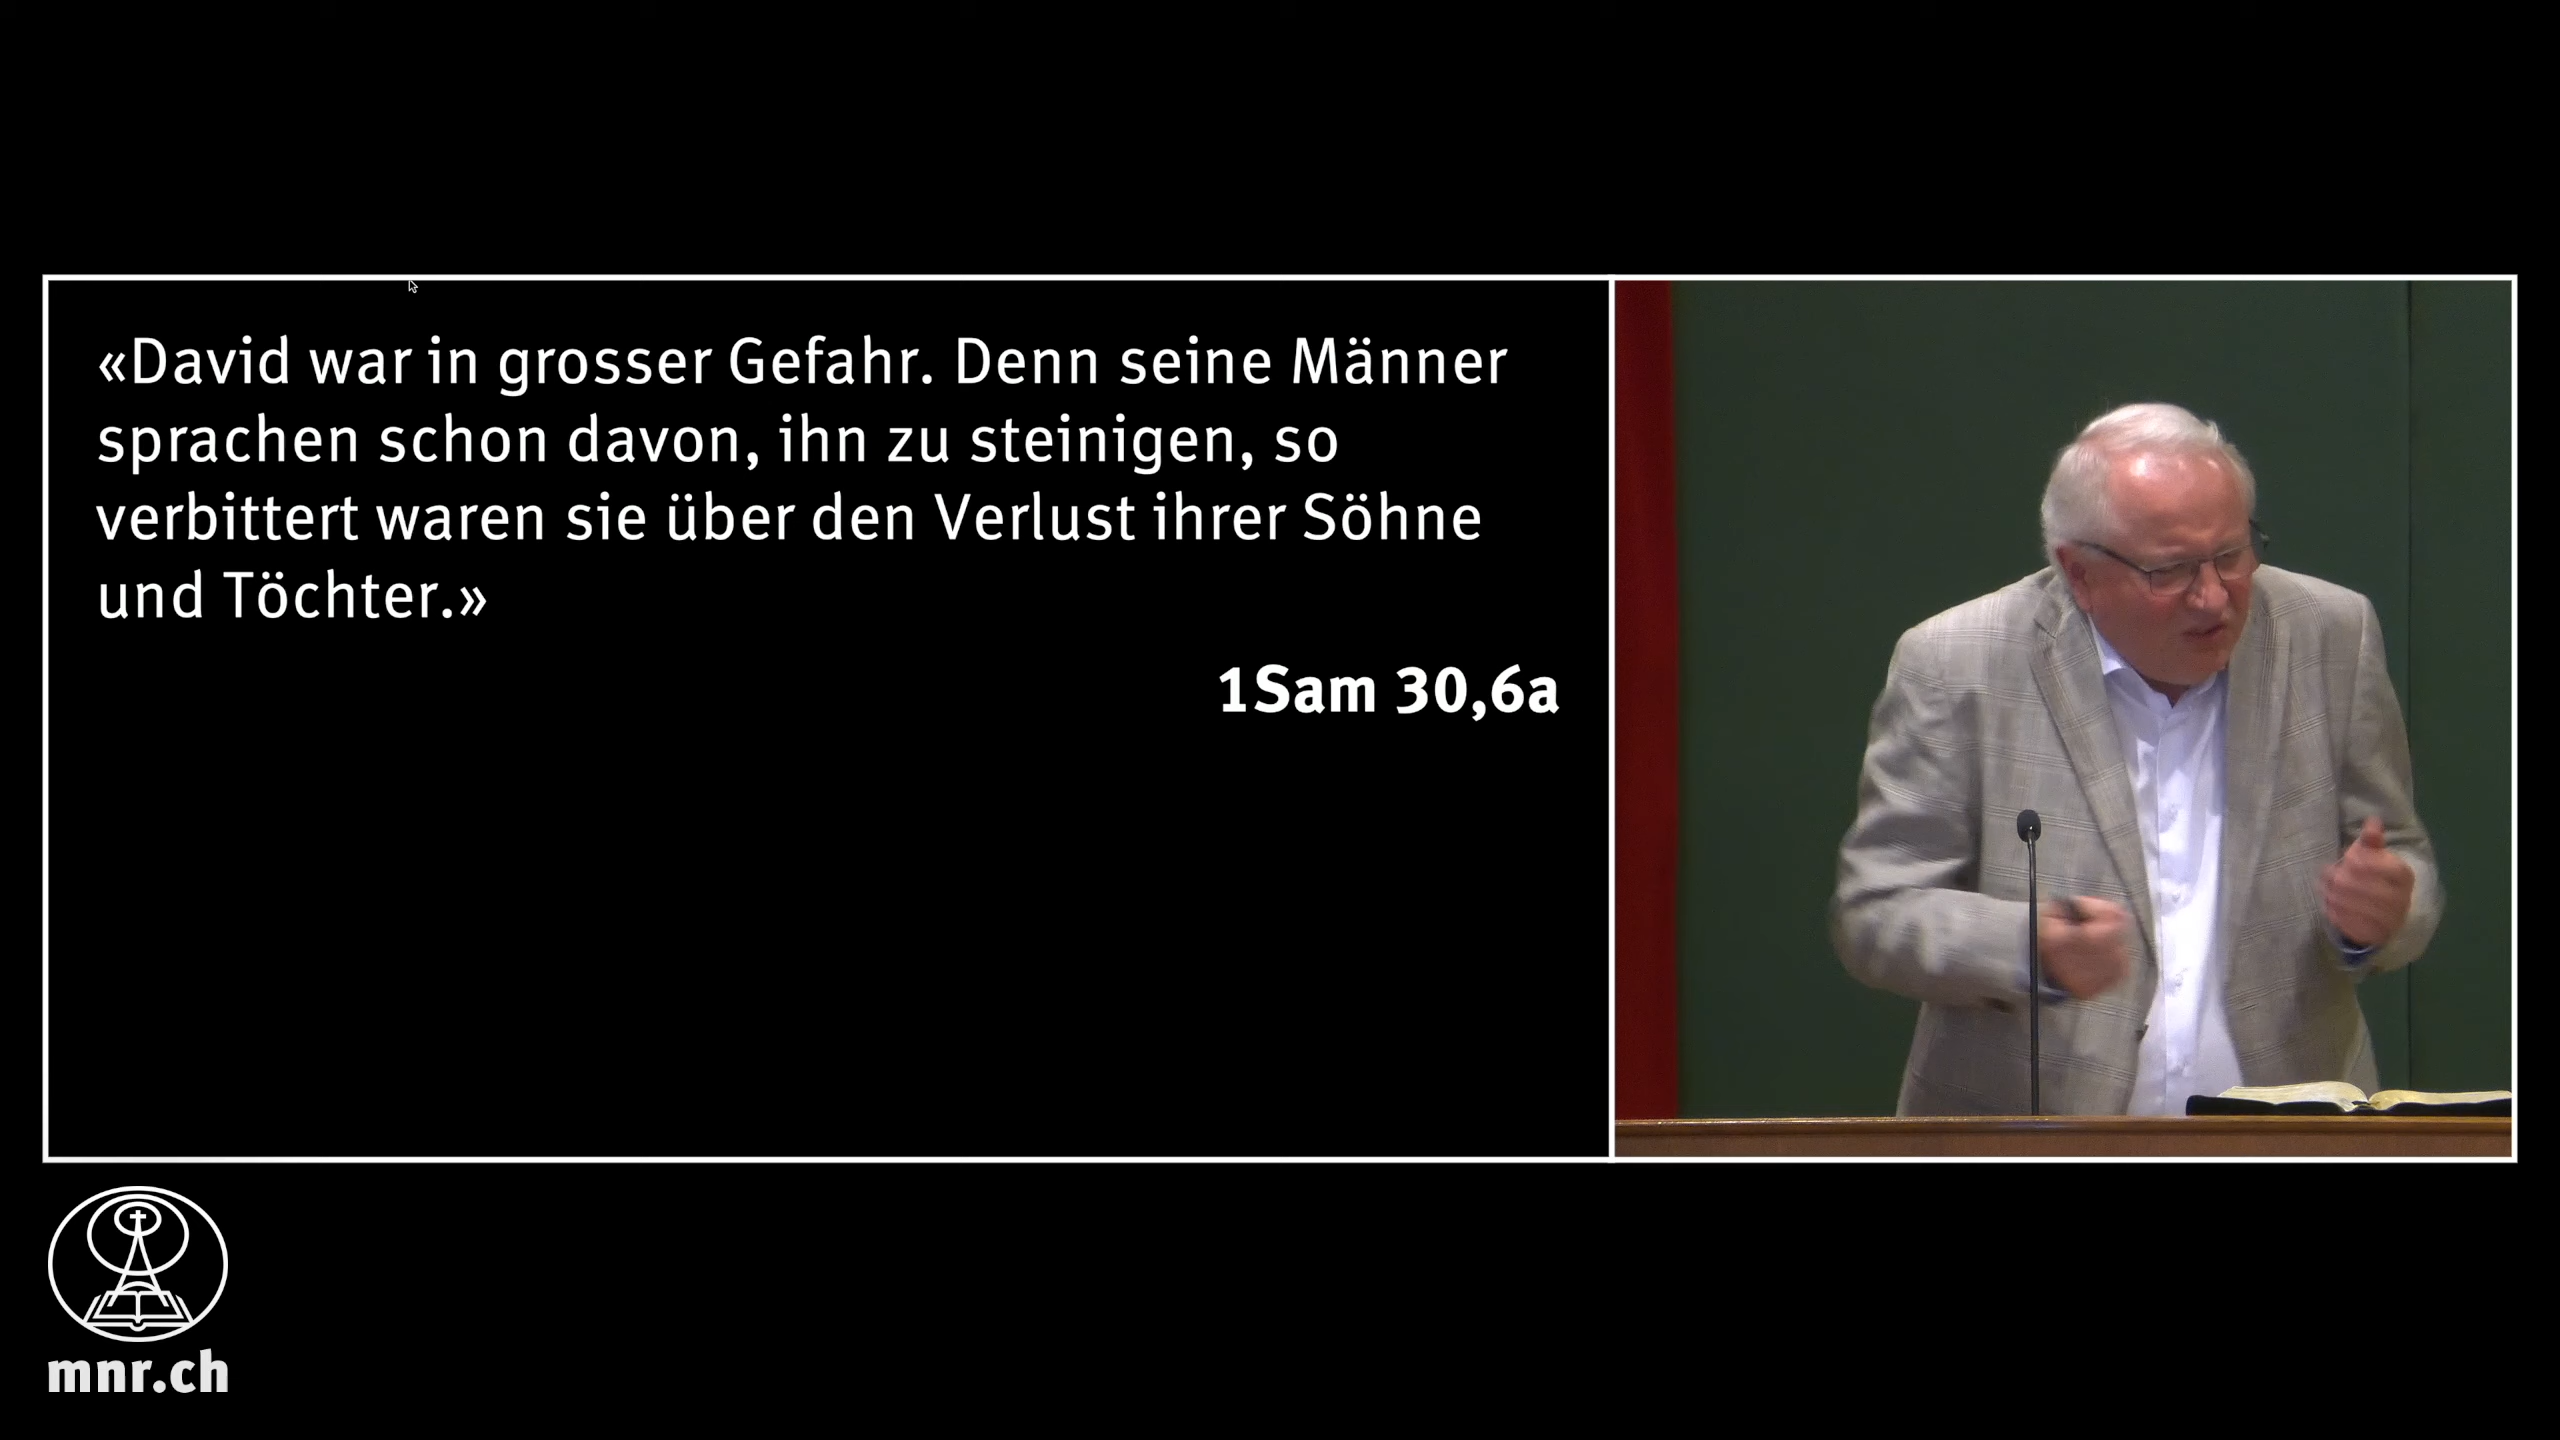 «David war in grosser Gefahr. Denn seine Männer
sprachen schon davon, ihn zu steinigen, so
verbittert waren sie über den Verlust ihrer Söhne
und Töchter.»
1Sam 30,6a
mnr.ch